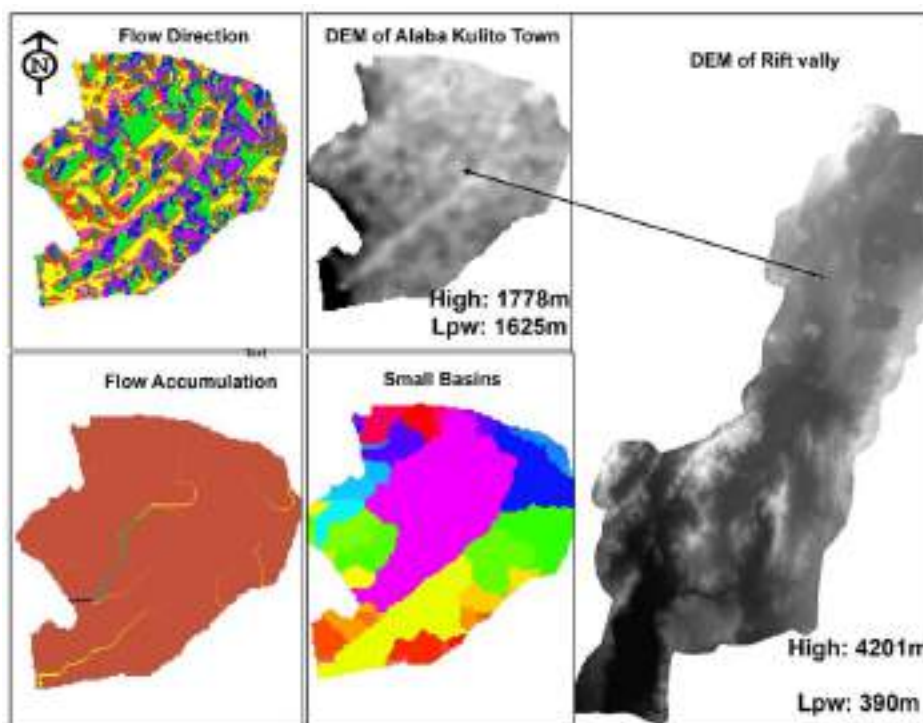 Flow Direction
N
DEM of Alaba Kulito Town
High: 1778m
Lpw: 1625m
DEM of Rift vally
Text
Flow Accumulation
Small Basins
High: 4201m
Lpw: 390m